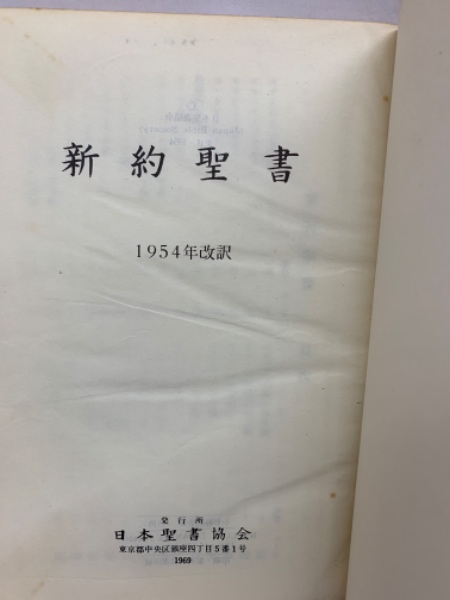 新約聖書
1954年改訳
発行所
日本聖書協会
東京都中央区銀座四丁目5番1号
1969